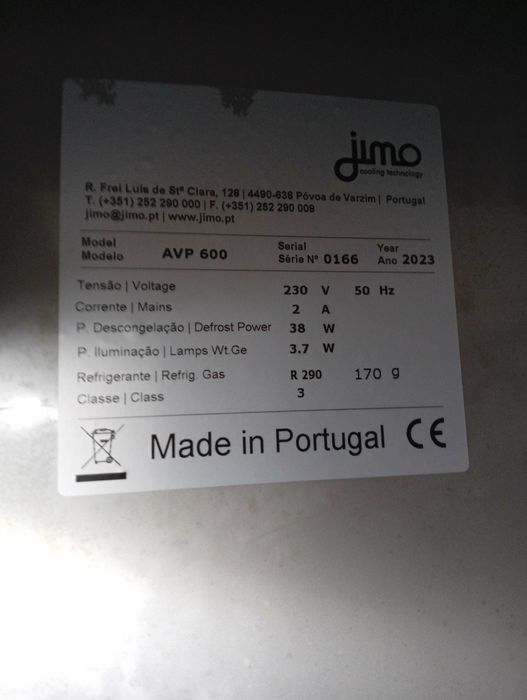 jimo
cooling technology
R. Frei Luis de Stª Clara, 128 | 4490-638 Póvoa de Varzim | Portugal
T. (+351) 252 290 000 | F. (+351) 252 290 009
jimo@jimo.pt | www.jimo.pt
Model Serial Year
Modelo AVP 600 Série Nº 0166 Ano 2023
Tensão | Voltage 230 V 50 Hz
Corrente | Mains 2 A
P. Descongelação | Defrost Power 38 W
P. Iluminação | Lamps Wt.Ge 3.7 W
Refrigerante | Refrig. Gas R 290 170 g
Classe | Class 3
Made in Portugal CE